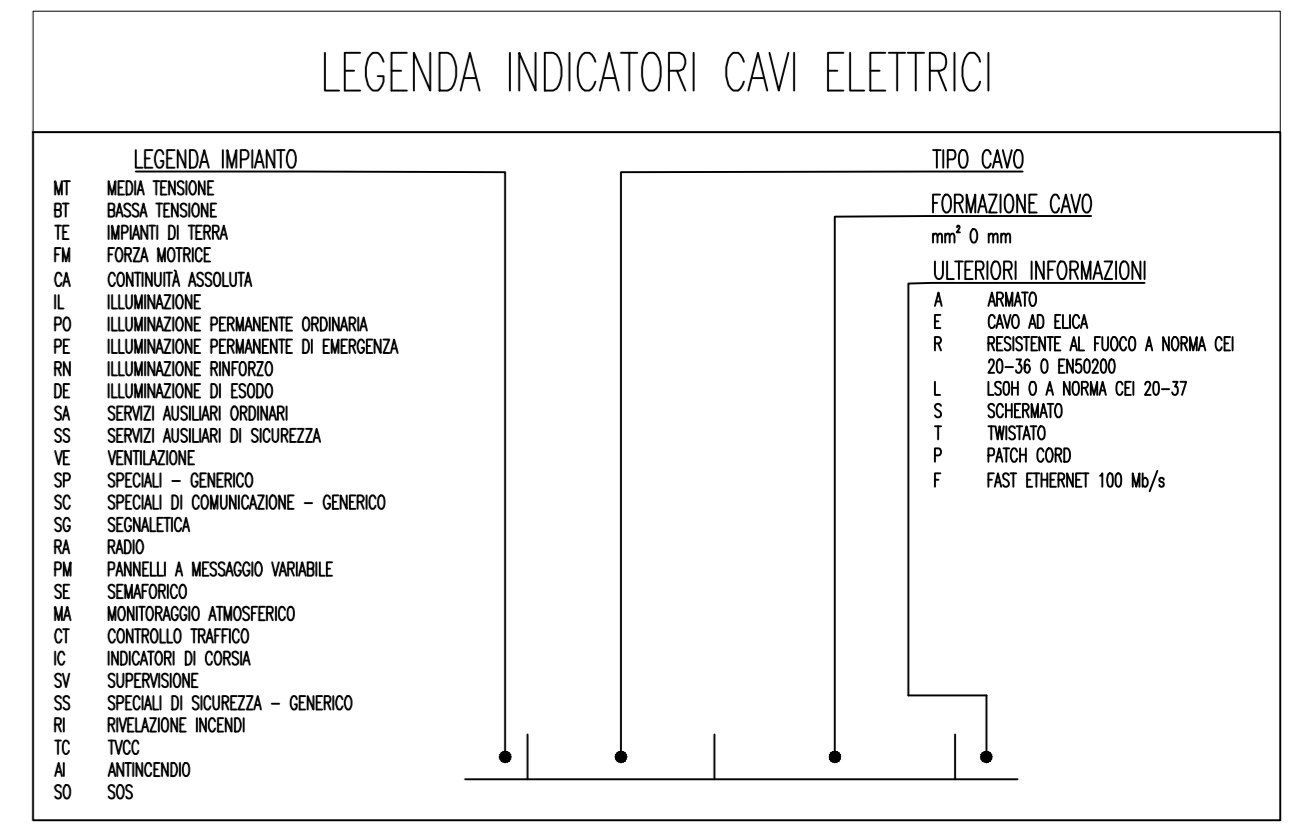 LEGENDA INDICATORI CAVI ELETTRICI
LEGENDA IMPIANTO
MT MEDIA TENSIONE
BT BASSA TENSIONE
TE IMPIANTI DI TERRA
FM FORZA MOTRICE
CA CONTINUITÀ ASSOLUTA
IL ILLUMINAZIONE
PO ILLUMINAZIONE PERMANENTE ORDINARIA
PE ILLUMINAZIONE PERMANENTE DI EMERGENZA
RN ILLUMINAZIONE RINFORZO
DE ILLUMINAZIONE DI ESODO
SA SERVIZI AUSILIARI ORDINARI
SS SERVIZI AUSILIARI DI SICUREZZA
VE VENTILAZIONE
SP SPECIALI – GENERICO
SC SPECIALI DI COMUNICAZIONE – GENERICO
SG SEGNALETICA
RA RADIO
PM PANNELLI A MESSAGGIO VARIABILE
SE SEMAFORICO
MA MONITORAGGIO ATMOSFERICO
CT CONTROLLO TRAFFICO
IC INDICATORI DI CORSIA
SV SUPERVISIONE
SS SPECIALI DI SICUREZZA – GENERICO
RI RIVELAZIONE INCENDI
TC TVCC
AI ANTINCENDIO
SO SOS
TIPO CAVO
FORMAZIONE CAVO
mm² O mm
ULTERIORI INFORMAZIONI
A ARMATO
E CAVO AD ELICA
R RESISTENTE AL FUOCO A NORMA CEI
20–36 O EN50200
L LSOH O A NORMA CEI 20–37
S SCHERMATO
T TWISTATO
P PATCH CORD
F FAST ETHERNET 100 Mb/s